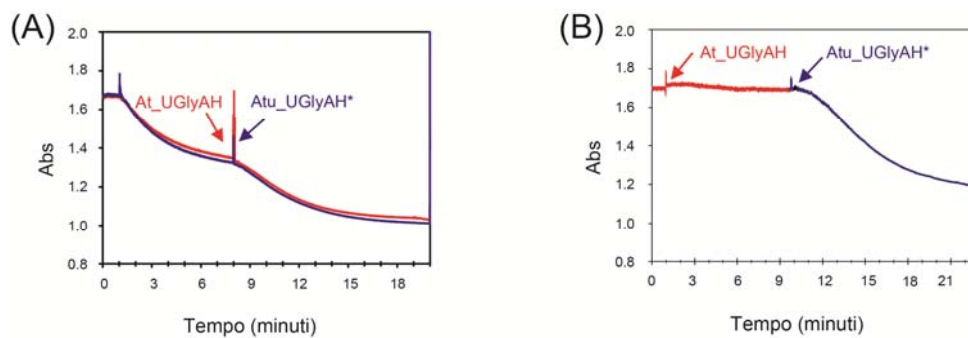 (A)
2.0
1.8
1.6
1.4
1.2
1.0
0.8
Abs
At_UGlyAH
Atu_UGlyAH*
0 3 6 9 12 15 18
Tempo (minuti)
(B)
2.0
1.8
1.6
1.4
1.2
1.0
0.8
Abs
At_UGlyAH
Atu_UGlyAH*
0 3 6 9 12 15 18 21
Tempo (minuti)